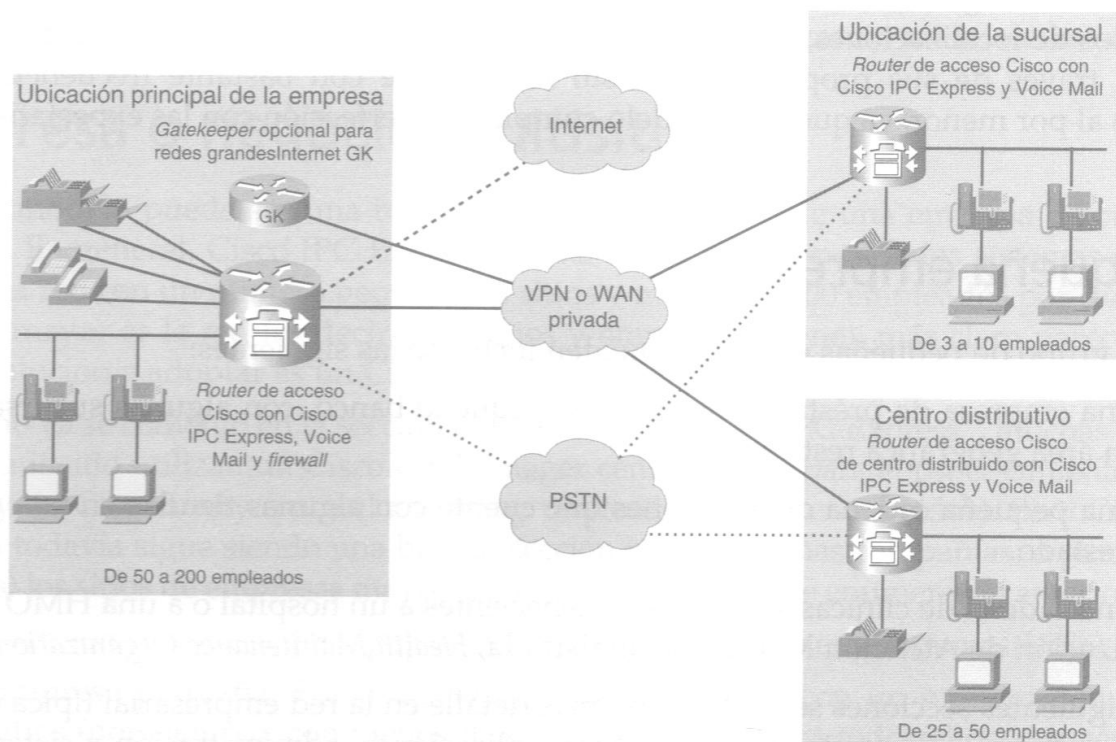 Ubicación principal de la empresa
Gatekeeper opcional para
redes grandesInternet GK
GK
Router de acceso
Cisco con Cisco
IPC Express, Voice
Mail y firewall
De 50 a 200 empleados
Internet
VPN o WAN
privada
PSTN
Ubicación de la sucursal
Router de acceso Cisco con
Cisco IPC Express y Voice Mail
De 3 a 10 empleados
Centro distributivo
Router de acceso Cisco
de centro distribuido con Cisco
IPC Express y Voice Mail
De 25 a 50 empleados